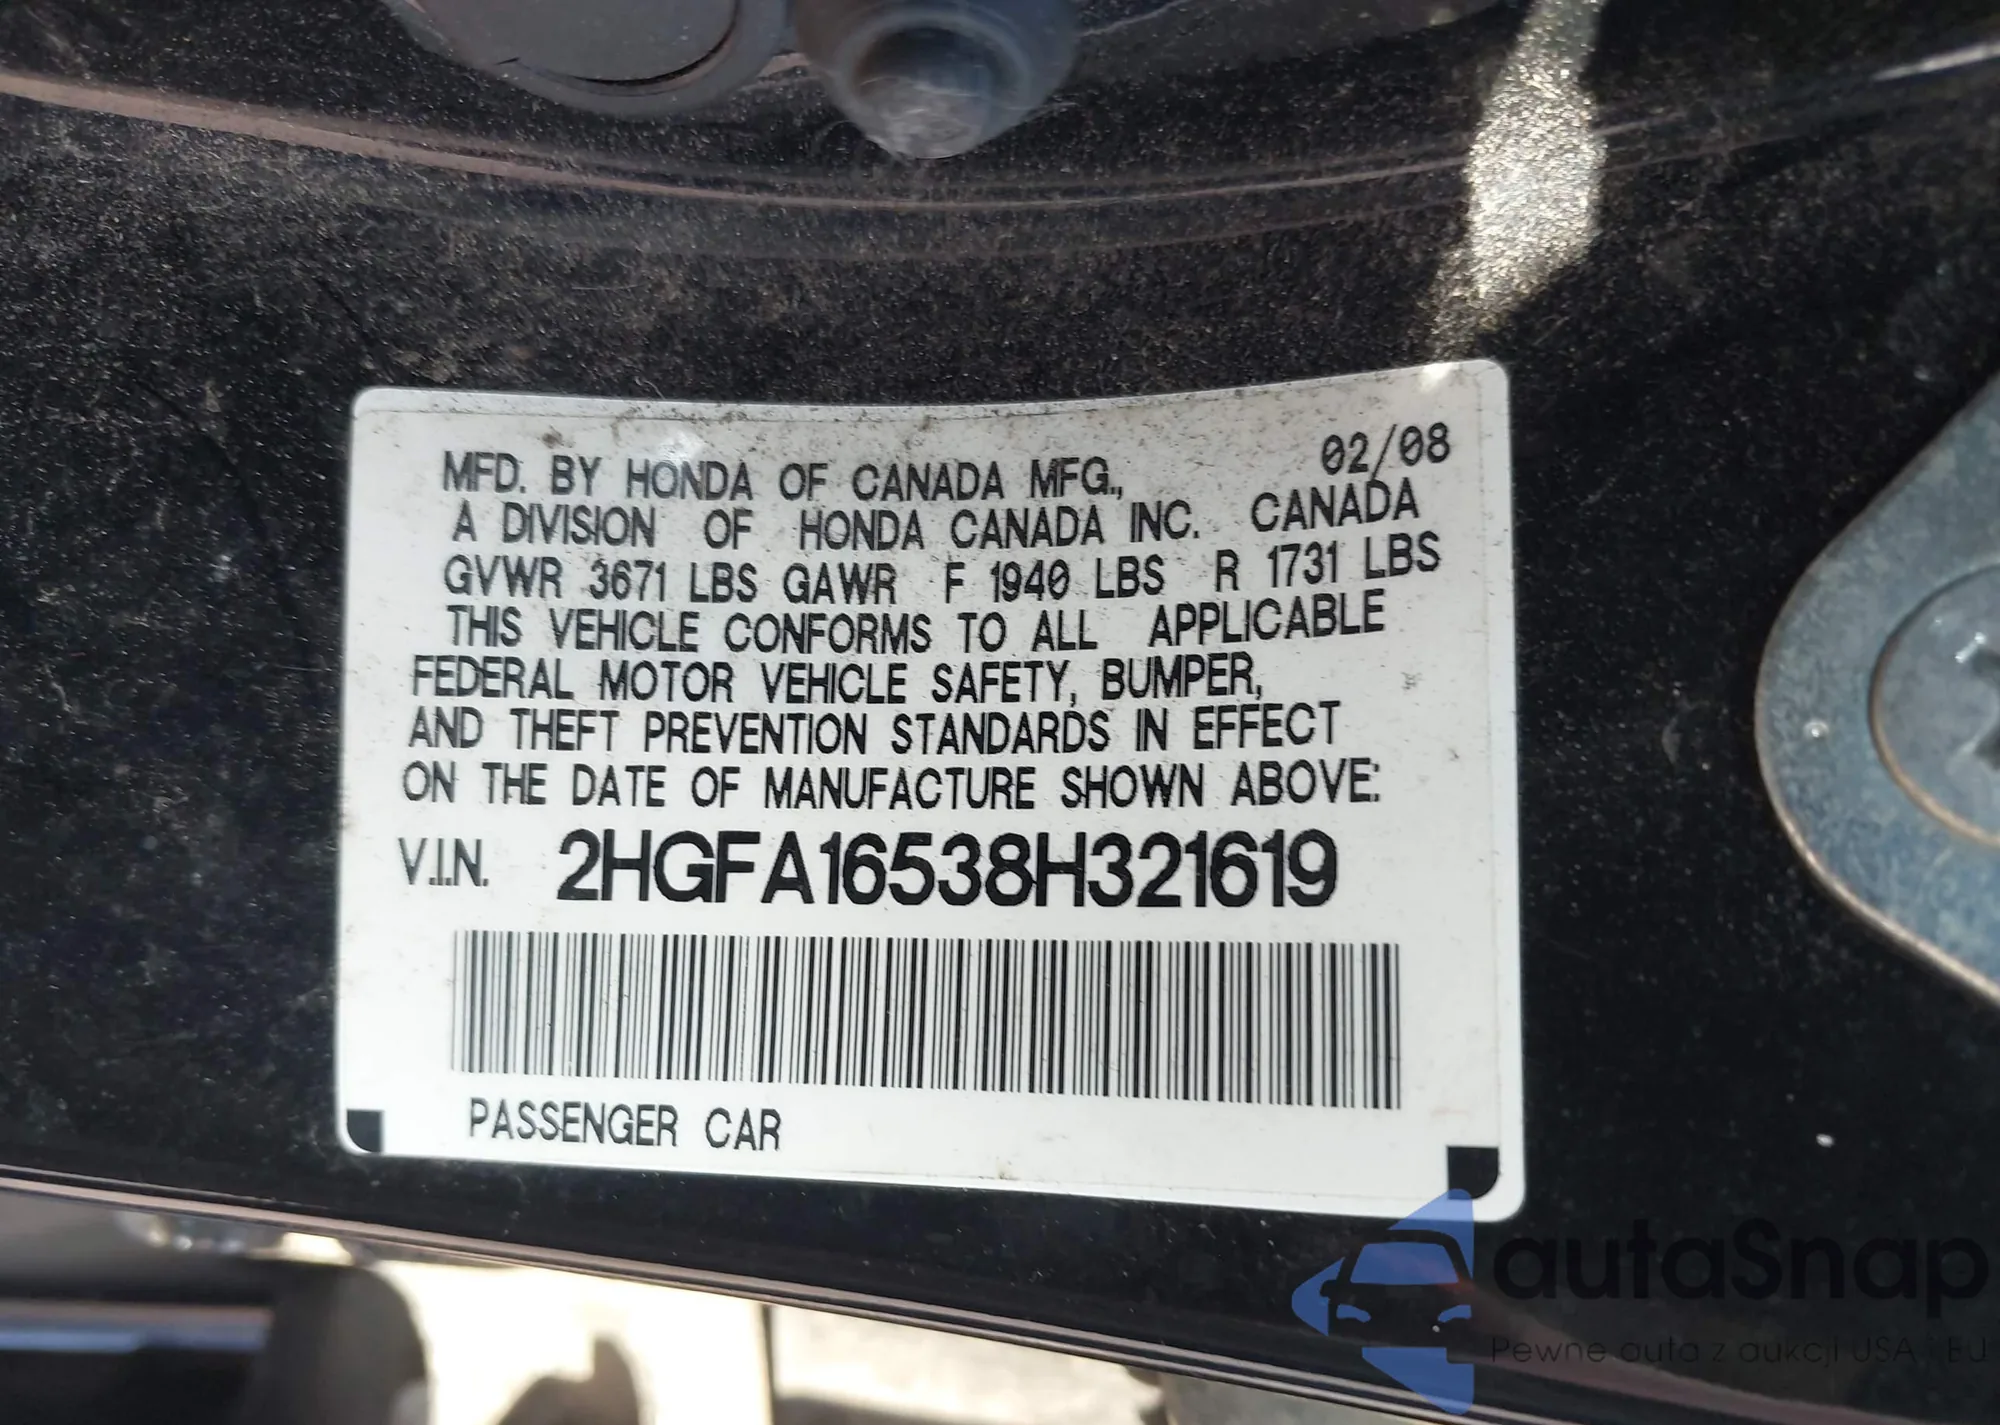 02/08
MFD. BY HONDA OF CANADA MFG.,
A DIVISION OF HONDA CANADA INC. CANADA
GVWR 3671 LBS GAWR F 1940 LBS R 1731 LBS
THIS VEHICLE CONFORMS TO ALL APPLICABLE
FEDERAL MOTOR VEHICLE SAFETY, BUMPER,
AND THEFT PREVENTION STANDARDS IN EFFECT
ON THE DATE OF MANUFACTURE SHOWN ABOVE:
V.I.N. 2HGFA16538H321619
PASSENGER CAR
autaSnap
Pewne auta z aukcji USA i EU